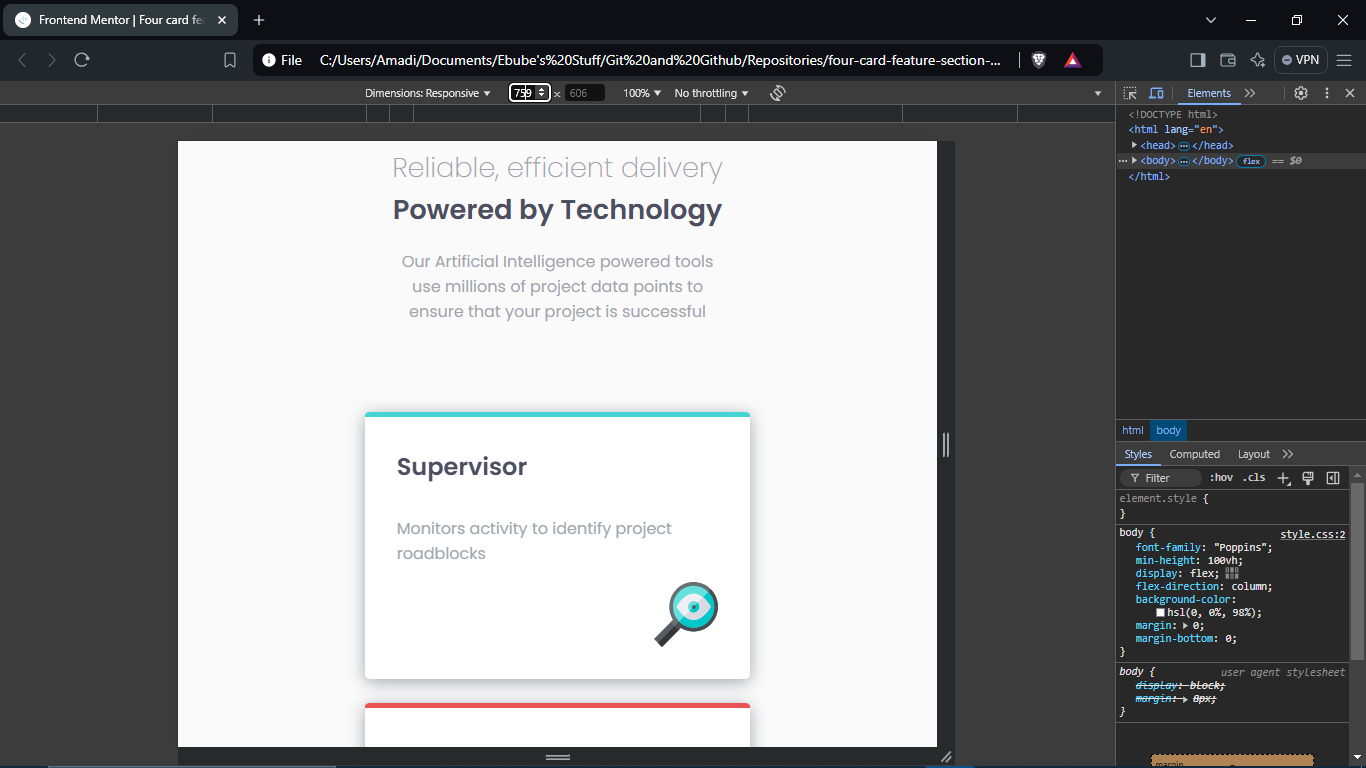 Frontend Mentor | Four card fea
File C:/Users/Amadi/Documents/Ebube's%20Stuff/Git%20and%20Github/Repositories/four-card-feature-section-...
VPN
Dimensions: Responsive 759 × 606 100% No throttling
Elements
<!DOCTYPE html>
<html lang="en">
<head> ··· </head>
··· <body> ··· </body> flex == $0
</html>
Reliable, efficient delivery
Powered by Technology
Our Artificial Intelligence powered tools
use millions of project data points to
ensure that your project is successful
Supervisor
Monitors activity to identify project
roadblocks
html body
Styles Computed Layout
Filter :hov .cls
element.style {
}
body { style.css:2
font-family: "Poppins";
min-height: 100vh;
display: flex;
flex-direction: column;
background-color:
hsl(0, 0%, 98%);
margin: 0;
margin-bottom: 0;
}
body { user agent stylesheet
display: block;
margin: 8px;
}
margin